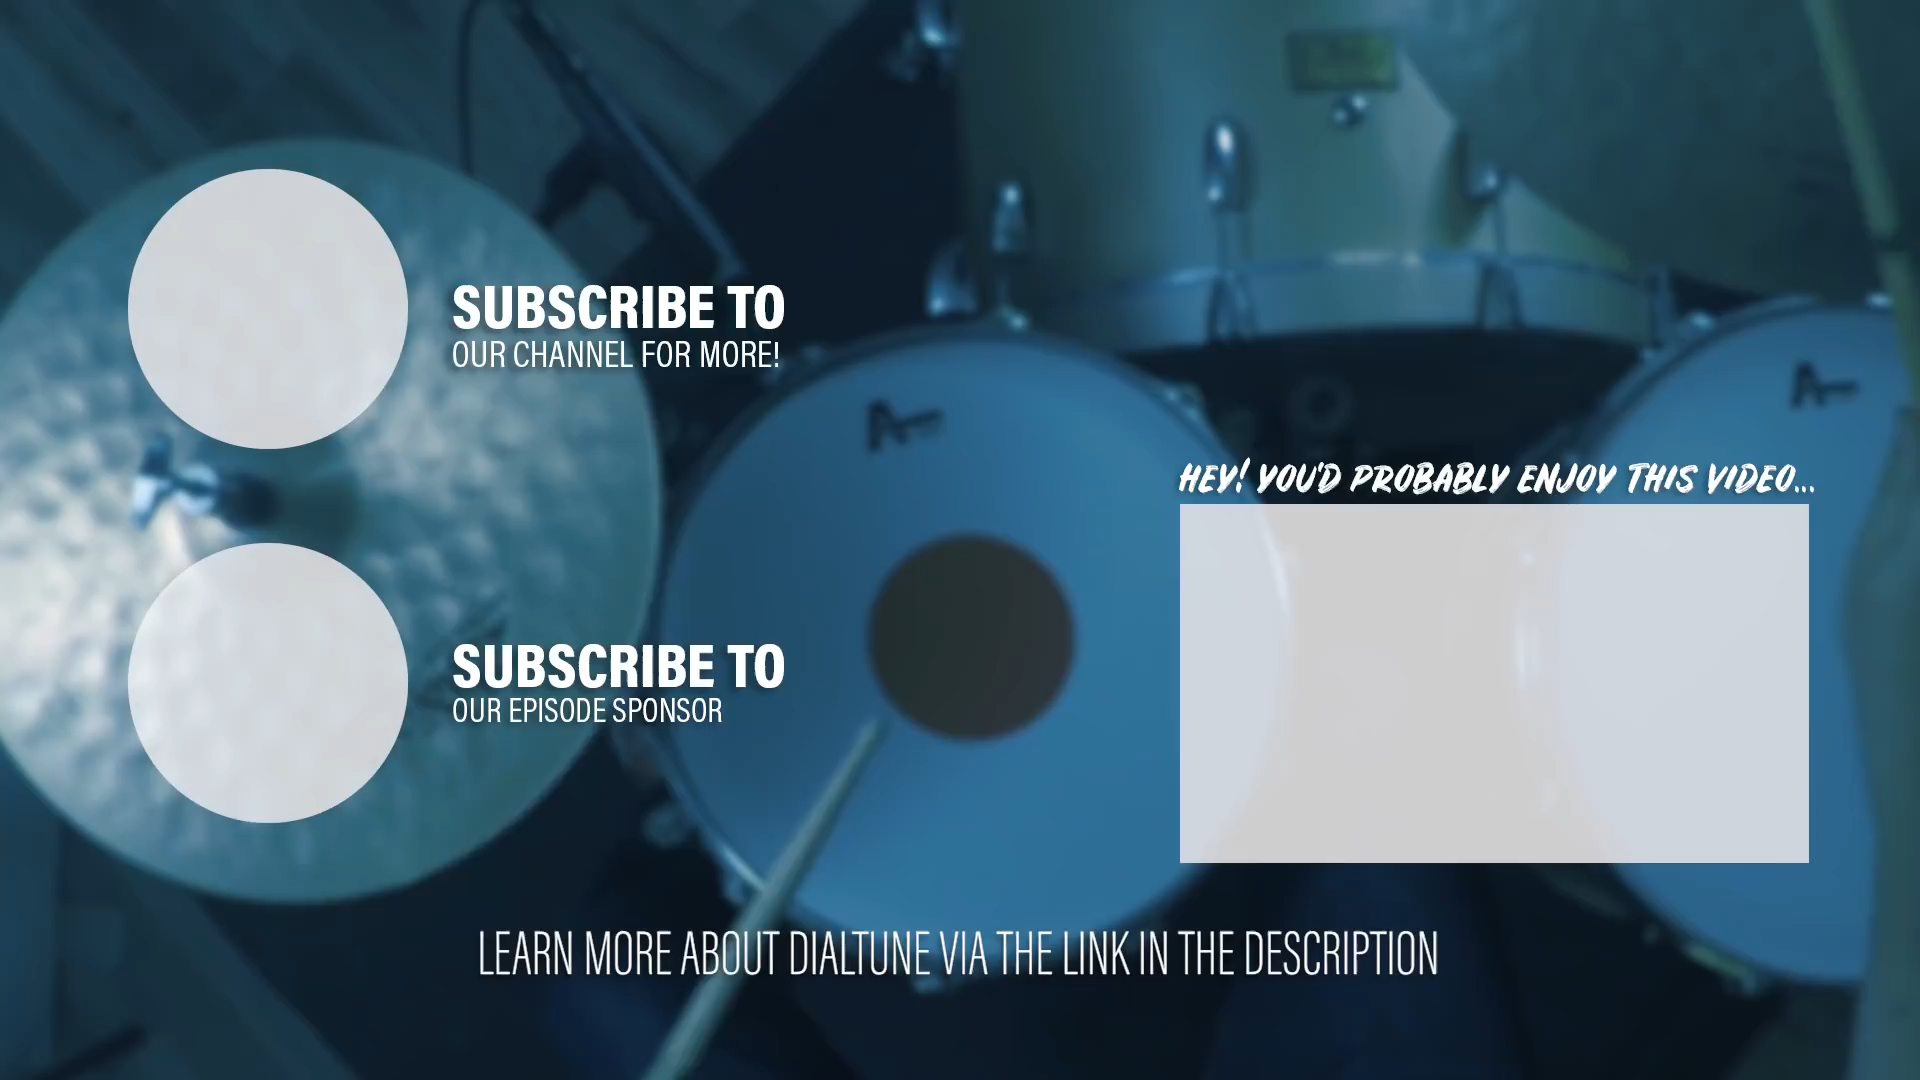 SUBSCRIBE TO
OUR CHANNEL FOR MORE!
HEY! YOU'D PROBABLY ENJOY THIS VIDEO...
SUBSCRIBE TO
OUR EPISODE SPONSOR
LEARN MORE ABOUT DIALTUNE VIA THE LINK IN THE DESCRIPTION